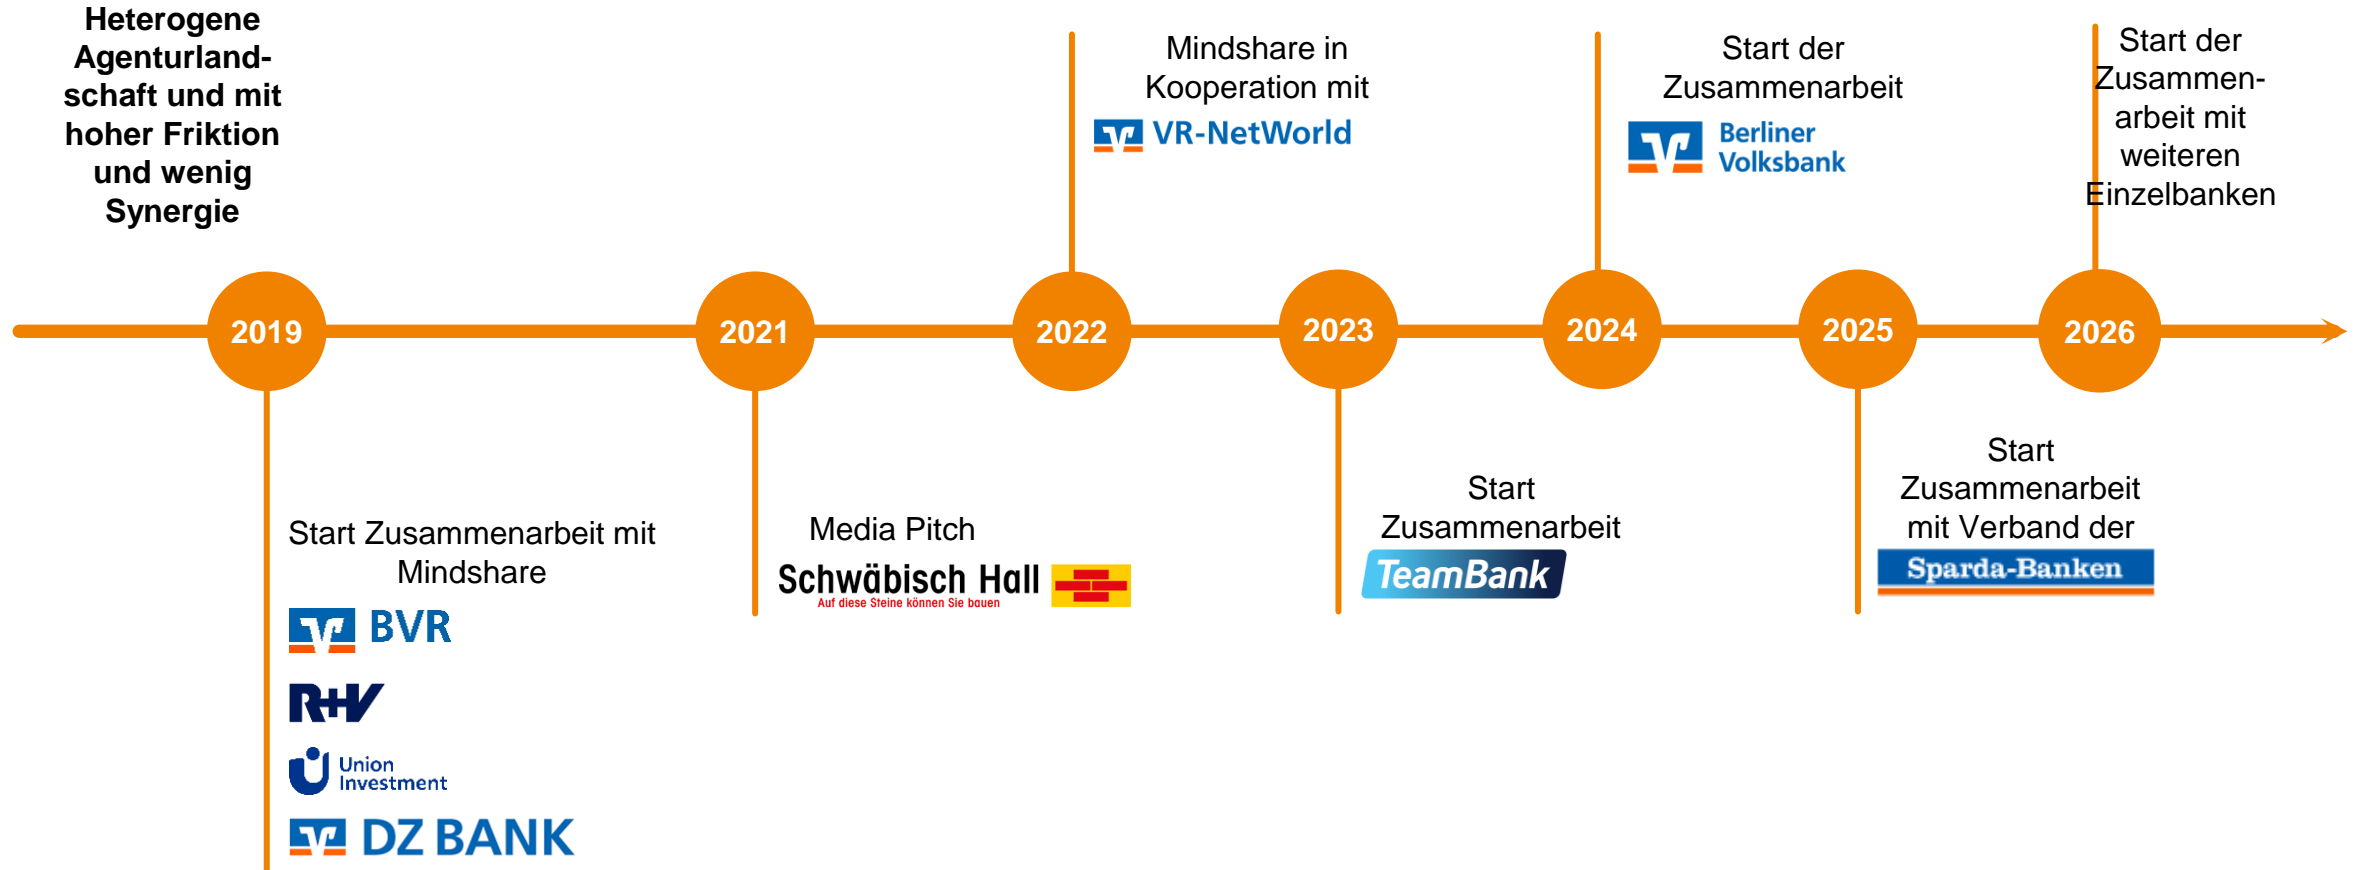 Heterogene
Agenturland-
schaft und mit
hoher Friktion
und wenig
Synergie
Mindshare in
Kooperation mit
VR-NetWorld
Start der
Zusammenarbeit
Berliner
Volksbank
Start der
Zusammen-
arbeit mit
weiteren
Einzelbanken
2019
2021
2022
2023
2024
2025
2026
Start Zusammenarbeit mit
Mindshare
BVR
R+V
Union
Investment
DZ BANK
Media Pitch
Schwäbisch Hall
Auf diese Steine können Sie bauen
Start
Zusammenarbeit
TeamBank
Start
Zusammenarbeit
mit Verband der
Sparda-Banken